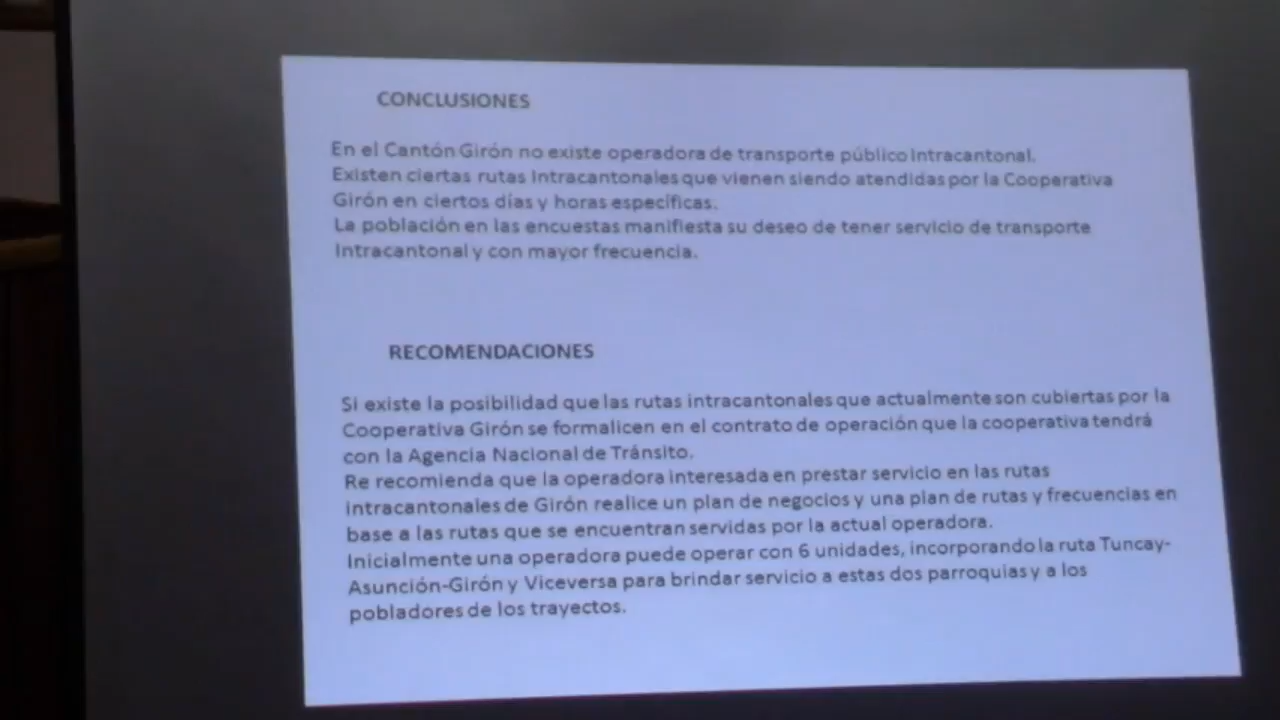 CONCLUSIONES
En el Cantón Girón no existe operadora de transporte público Intracantonal.
Existen ciertas rutas Intracantonales que vienen siendo atendidas por la Cooperativa
Girón en ciertos días y horas específicas.
La población en las encuestas manifiesta su deseo de tener servicio de transporte
Intracantonal y con mayor frecuencia.
RECOMENDACIONES
Si existe la posibilidad que las rutas intracantonales que actualmente son cubiertas por la
Cooperativa Girón se formalicen en el contrato de operación que la cooperativa tendrá
con la Agencia Nacional de Tránsito.
Re recomienda que la operadora interesada en prestar servicio en las rutas
intracantonales de Girón realice un plan de negocios y una plan de rutas y frecuencias en
base a las rutas que se encuentran servidas por la actual operadora.
Inicialmente una operadora puede operar con 6 unidades, incorporando la ruta Tuncay-
Asunción-Girón y Viceversa para brindar servicio a estas dos parroquias y a los
pobladores de los trayectos.